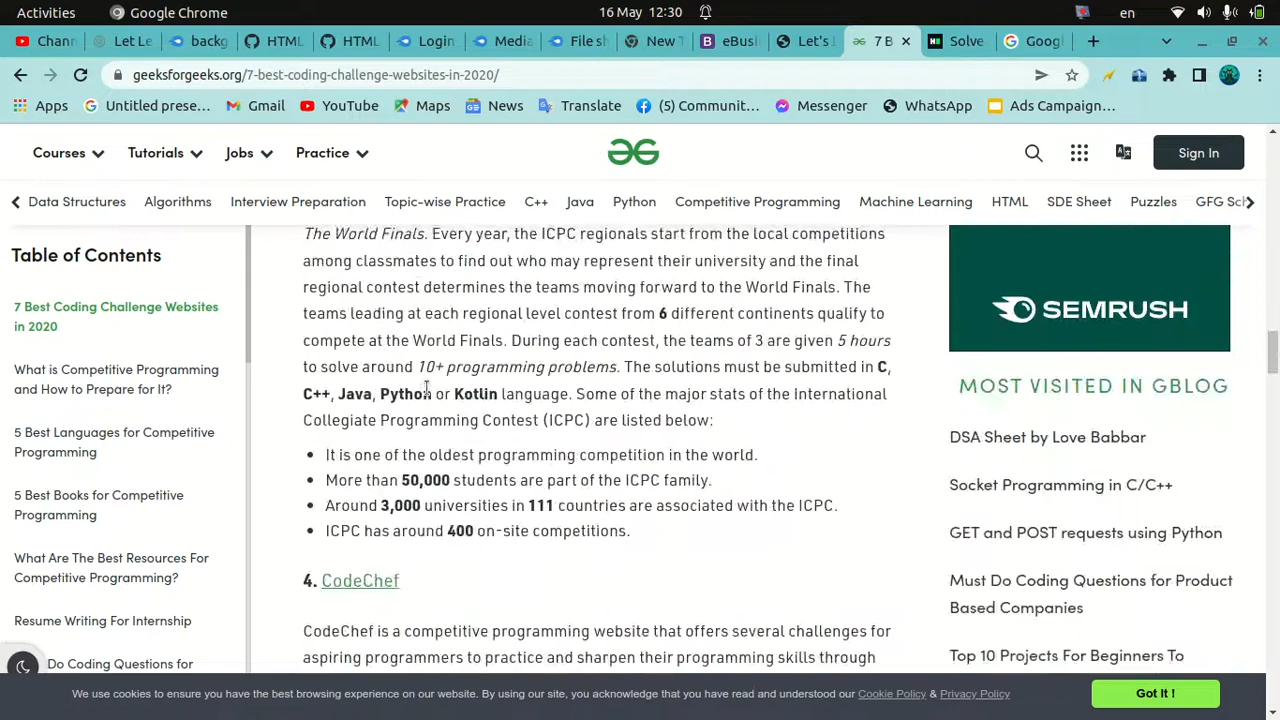 Activities Google Chrome 16 May 12:30 en
Chann Let Le backg HTML HTML Login Media File sh New T eBusi Let's 7 B Solve Googl
geeksforgeeks.org/7-best-coding-challenge-websites-in-2020/
Apps Untitled prese... Gmail YouTube Maps News Translate (5) Communit... Messenger WhatsApp Ads Campaign...
Courses Tutorials Jobs Practice Sign In
Data Structures Algorithms Interview Preparation Topic-wise Practice C++ Java Python Competitive Programming Machine Learning HTML SDE Sheet Puzzles GFG Sch
Table of Contents
7 Best Coding Challenge Websites
in 2020
What is Competitive Programming
and How to Prepare for It?
5 Best Languages for Competitive
Programming
5 Best Books for Competitive
Programming
What Are The Best Resources For
Competitive Programming?
Resume Writing For Internship
Do Coding Questions for
The World Finals. Every year, the ICPC regionals start from the local competitions
among classmates to find out who may represent their university and the final
regional contest determines the teams moving forward to the World Finals. The
teams leading at each regional level contest from 6 different continents qualify to
compete at the World Finals. During each contest, the teams of 3 are given 5 hours
to solve around 10+ programming problems. The solutions must be submitted in C,
C++, Java, Python or Kotlin language. Some of the major stats of the International
Collegiate Programming Contest (ICPC) are listed below:
• It is one of the oldest programming competition in the world.
• More than 50,000 students are part of the ICPC family.
• Around 3,000 universities in 111 countries are associated with the ICPC.
• ICPC has around 400 on-site competitions.
4. CodeChef
CodeChef is a competitive programming website that offers several challenges for
aspiring programmers to practice and sharpen their programming skills through
SEMRUSH
MOST VISITED IN GBLOG
DSA Sheet by Love Babbar
Socket Programming in C/C++
GET and POST requests using Python
Must Do Coding Questions for Product
Based Companies
Top 10 Projects For Beginners To
We use cookies to ensure you have the best browsing experience on our website. By using our site, you acknowledge that you have read and understood our Cookie Policy & Privacy Policy
Got It !